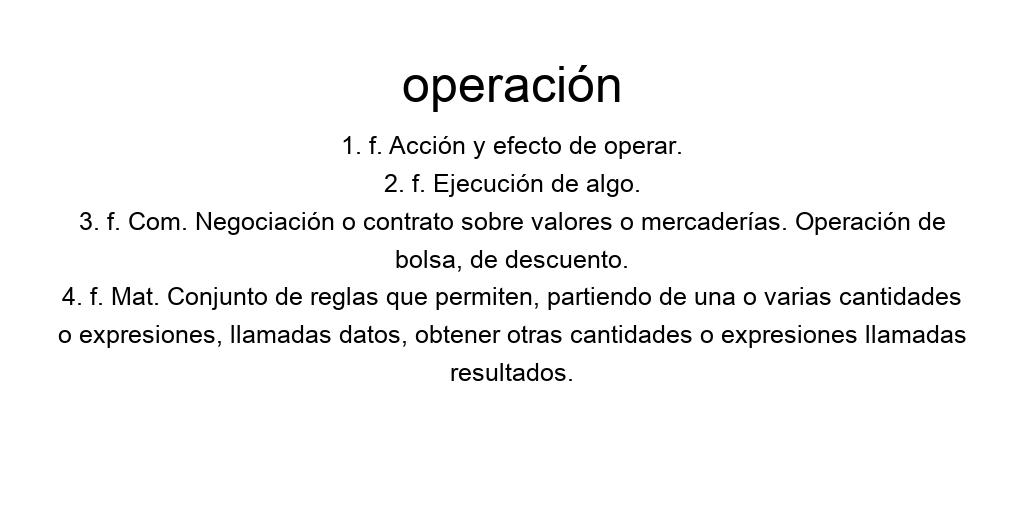 operación
1. f. Acción y efecto de operar.
2. f. Ejecución de algo.
3. f. Com. Negociación o contrato sobre valores o mercaderías. Operación de
bolsa, de descuento.
4. f. Mat. Conjunto de reglas que permiten, partiendo de una o varias cantidades
o expresiones, llamadas datos, obtener otras cantidades o expresiones llamadas
resultados.